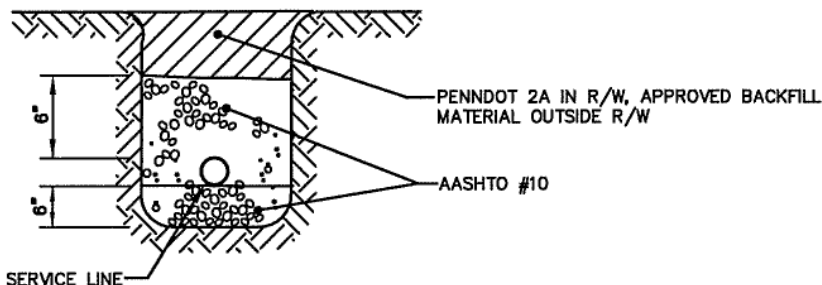 PENNDOT 2A IN R/W, APPROVED BACKFILL
MATERIAL OUTSIDE R/W
6"
AASHTO #10
6"
SERVICE LINE